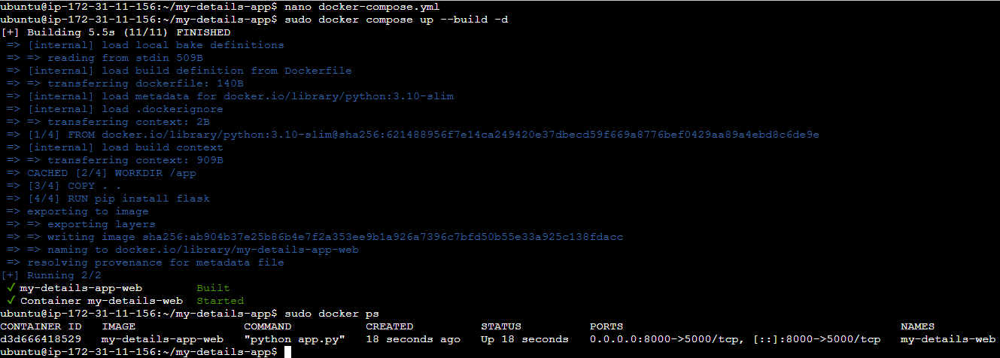 ubuntu@ip-172-31-11-156:~/my-details-app$ nano docker-compose.yml
ubuntu@ip-172-31-11-156:~/my-details-app$ sudo docker compose up --build -d
[+] Building 5.5s (11/11) FINISHED
=> [internal] load local bake definitions
=> => reading from stdin 509B
=> [internal] load build definition from Dockerfile
=> => transferring dockerfile: 140B
=> [internal] load metadata for docker.io/library/python:3.10-slim
=> [internal] load .dockerignore
=> => transferring context: 2B
=> [1/4] FROM docker.io/library/python:3.10-slim@sha256:621488956f7e14ca249420e37dbecd59f669a8776bef0429aa89a4ebd8c6de9e
=> [internal] load build context
=> => transferring context: 909B
=> CACHED [2/4] WORKDIR /app
=> [3/4] COPY . .
=> [4/4] RUN pip install flask
=> exporting to image
=> => exporting layers
=> => writing image sha256:ab904b37e25b86b4e7f2a353ee9b1a926a7396c7bfd50b55e33a925c138fdacc
=> => naming to docker.io/library/my-details-app-web
=> resolving provenance for metadata file
[+] Running 2/2
✔ my-details-app-web Built
✔ Container my-details-web Started
ubuntu@ip-172-31-11-156:~/my-details-app$ sudo docker ps
CONTAINER ID IMAGE COMMAND CREATED STATUS PORTS NAMES
d3d666418529 my-details-app-web "python app.py" 18 seconds ago Up 18 seconds 0.0.0.0:8000->5000/tcp, [::]:8000->5000/tcp my-details-web
ubuntu@ip-172-31-11-156:~/my-details-app$